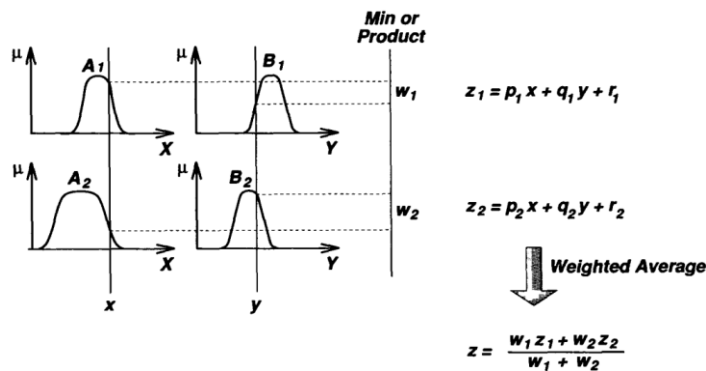 Min or
Product
μ A1 μ B1
w1 z1 = p1 x + q1 y + r1
X Y
μ A2 μ B2
w2 z2 = p2 x + q2 y + r2
X Y
Weighted Average
x y
z = w1 z1 + w2 z2
w1 + w2